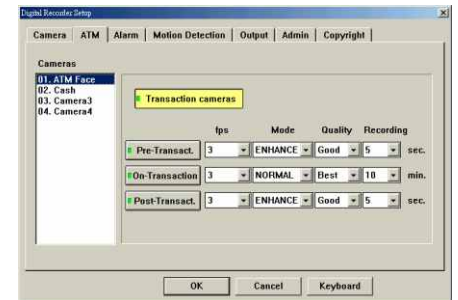 Digital Recorder Setup
Camera ATM Alarm Motion Detection Output Admin Copyright
Cameras
01. ATM Face
02. Cash
03. Camera3
04. Camera4
Transaction cameras
fps Mode Quality Recording
Pre-Transact. 3 ENHANCE Good 5 sec.
On-Transaction 3 NORMAL Best 10 min.
Post-Transact. 3 ENHANCE Good 5 sec.
OK Cancel Keyboard